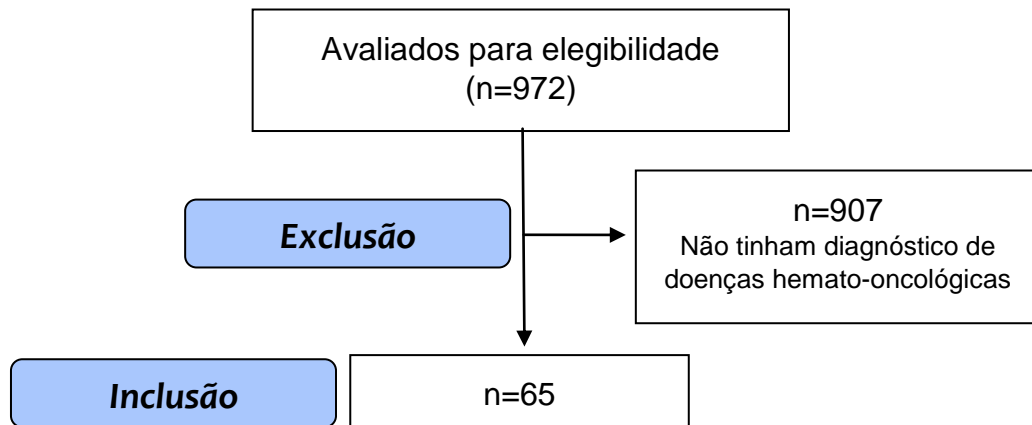 Avaliados para elegibilidade
(n=972)
Exclusão
n=907
Não tinham diagnóstico de
doenças hemato-oncológicas
Inclusão
n=65